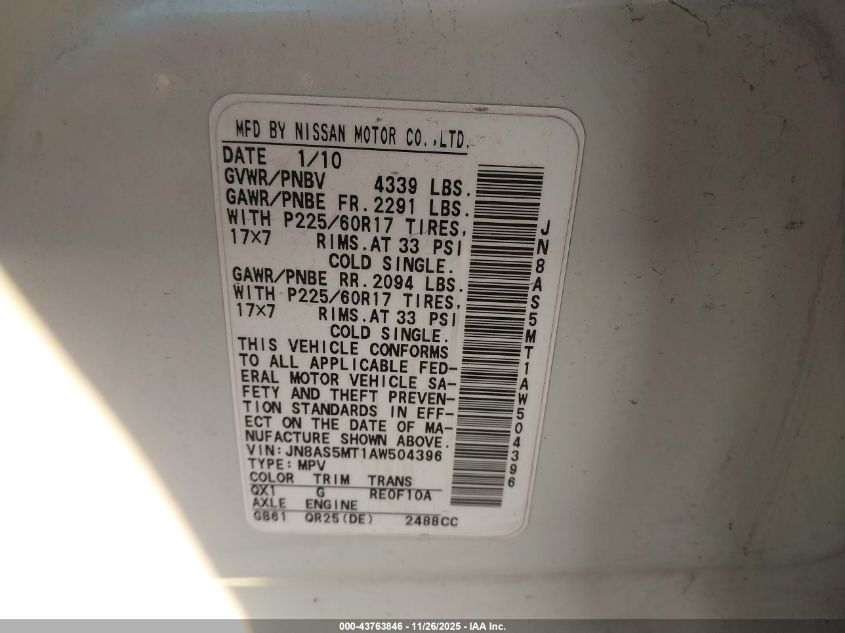 MFD BY NISSAN MOTOR CO.,LTD.
DATE 1/10
GVWR/PNBV 4339 LBS.
GAWR/PNBE FR.2291 LBS.
WITH P225/60R17 TIRES,
17×7 RIMS.AT 33 PSI
COLD SINGLE.
GAWR/PNBE RR.2094 LBS.
WITH P225/60R17 TIRES,
17×7 RIMS.AT 33 PSI
COLD SINGLE.
THIS VEHICLE CONFORMS
TO ALL APPLICABLE FED-
ERAL MOTOR VEHICLE SA-
FETY AND THEFT PREVEN-
TION STANDARDS IN EFF-
ECT ON THE DATE OF MA-
NUFACTURE SHOWN ABOVE.
VIN:JN8AS5MT1AW504396
TYPE:MPV
COLOR TRIM TRANS
QX1 G RE0F10A
AXLE ENGINE
GB61 QR25(DE) 2488CC
JN8AS5MT1AW504396
000-43763846 - 11/26/2025 - IAA Inc.